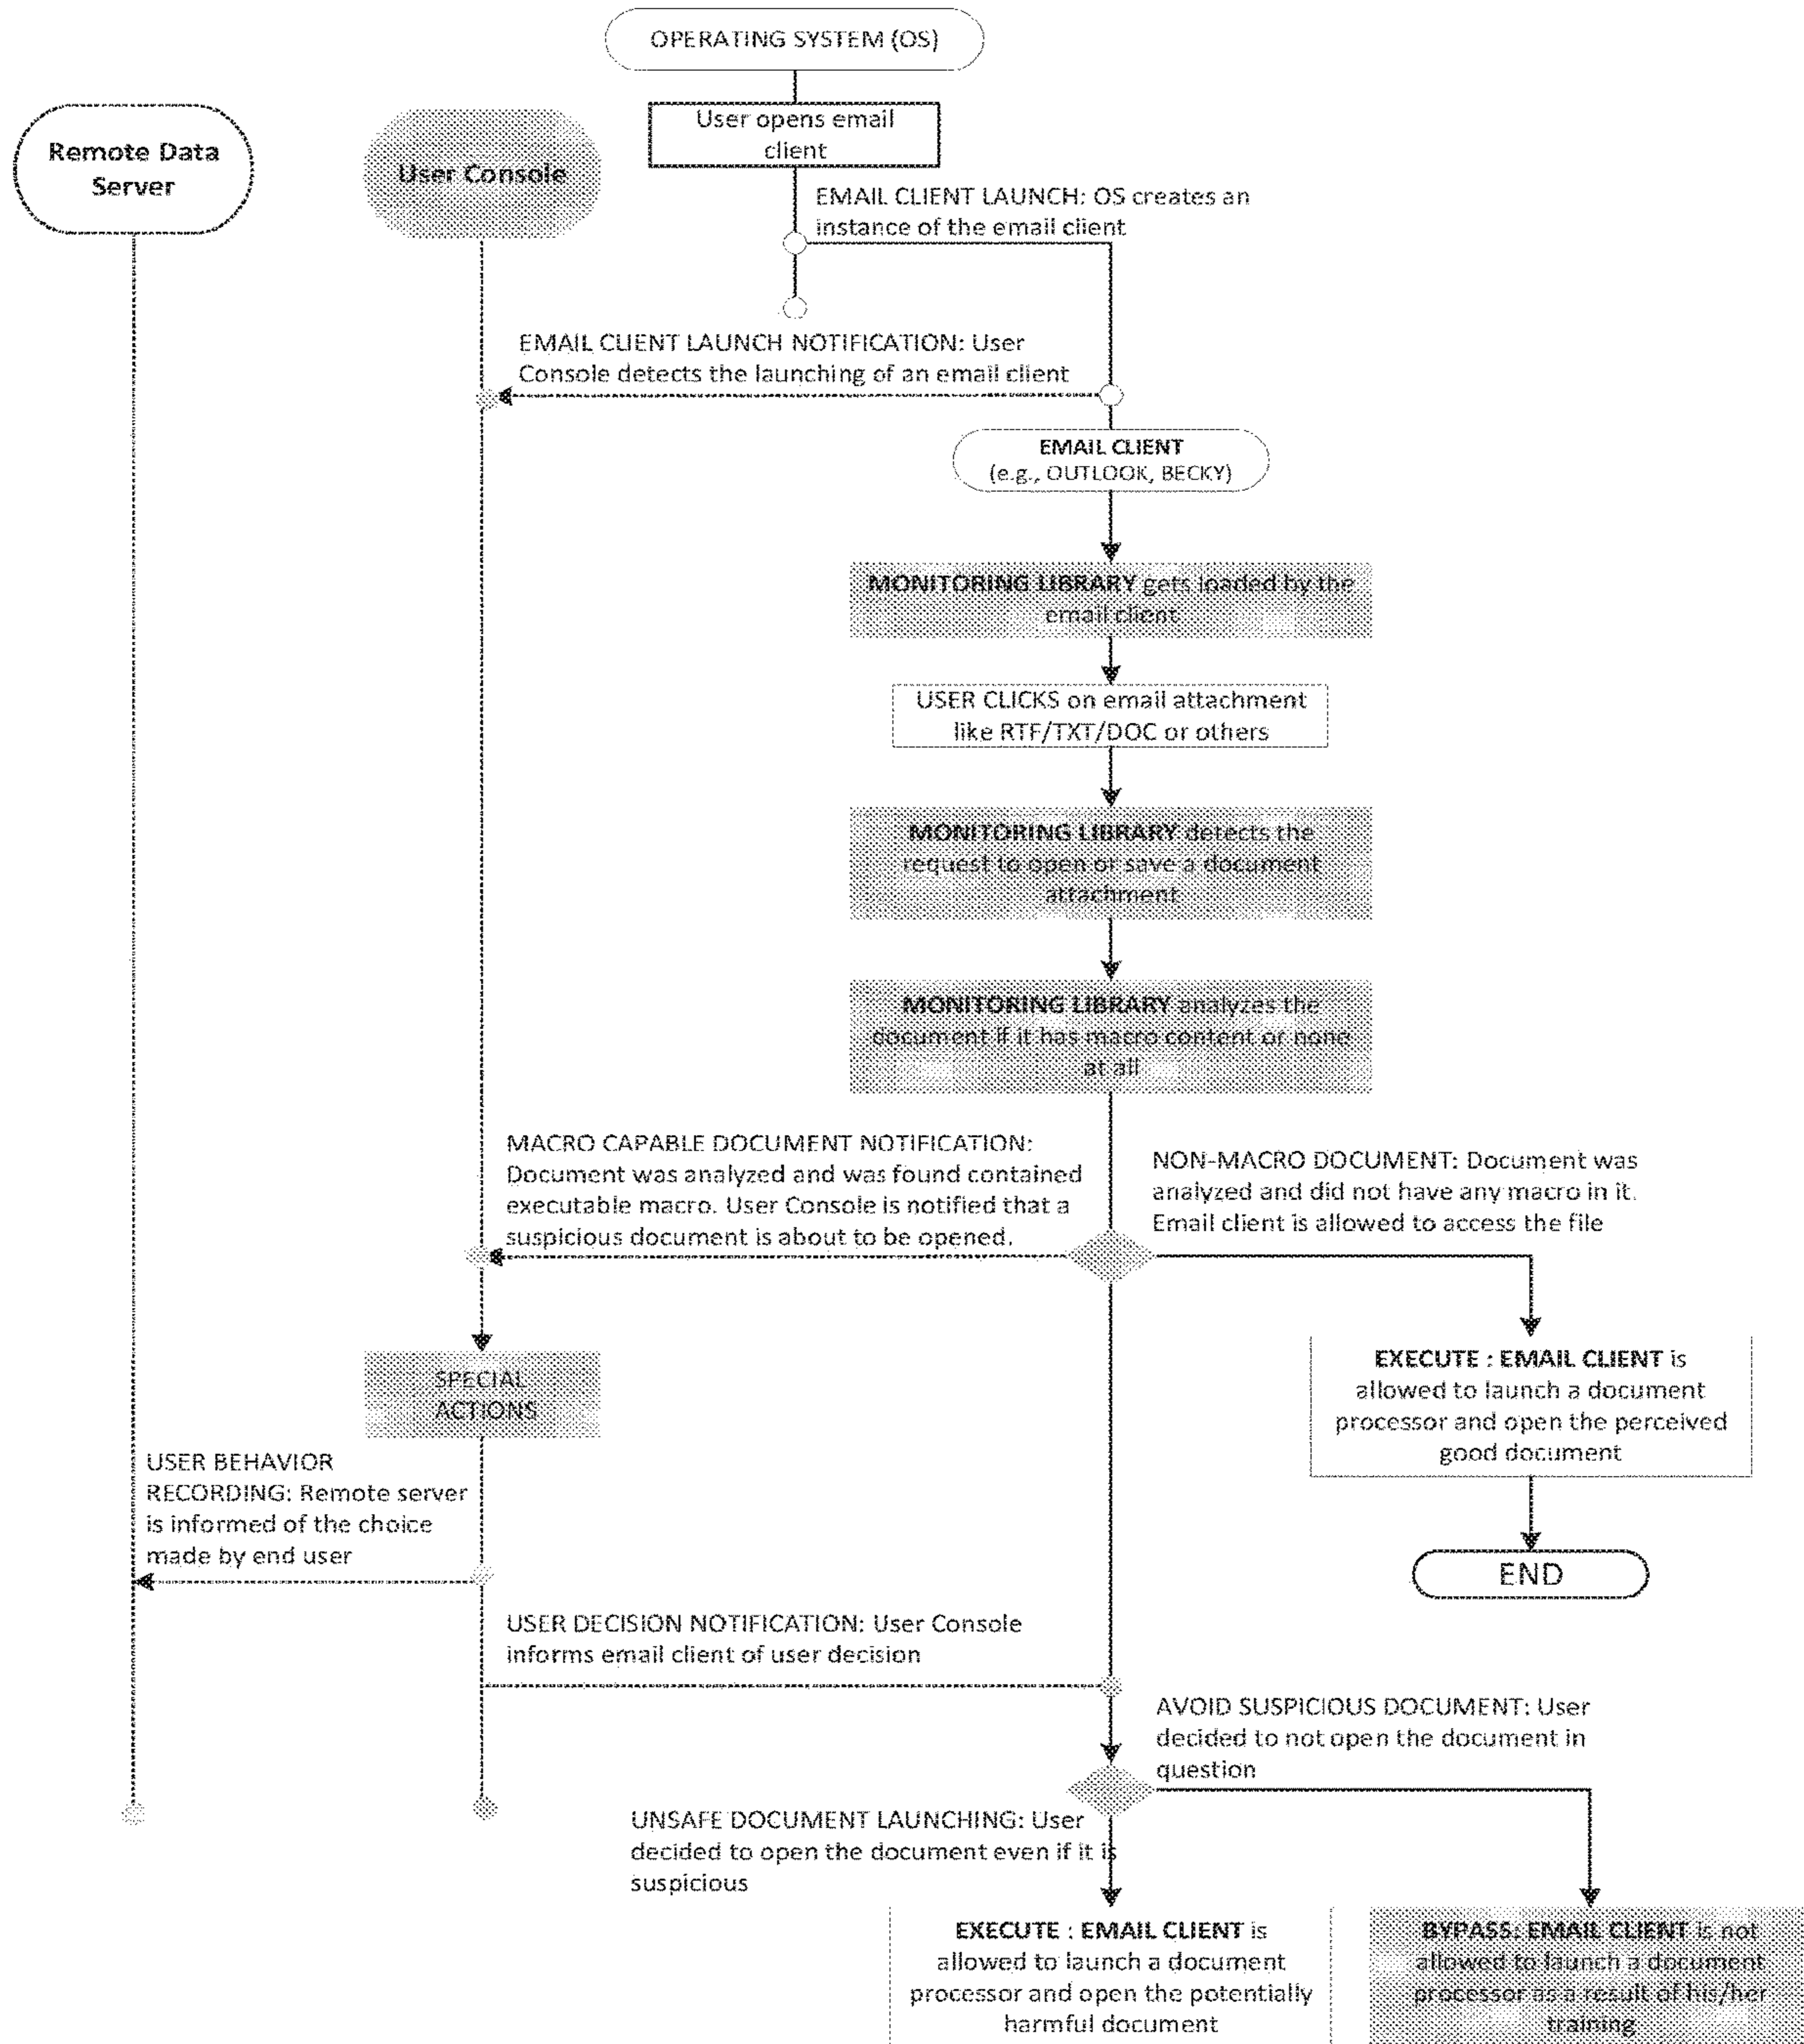 OPERATING SYSTEM (OS)
User opens email
client
Remote Data
Server
User Console
EMAIL CLIENT LAUNCH: OS creates an
instance of the email client
EMAIL CLIENT LAUNCH NOTIFICATION: User
Console detects the launching of an email client
EMAIL CLIENT
(e.g., OUTLOOK, BECKY)
MONITORING LIBRARY gets loaded by the
email client
USER CLICKS on email attachment
like RTF/TXT/DOC or others
MONITORING LIBRARY detects the
request to open or save a document
attachment
MONITORING LIBRARY analyzes the
document if it has macro content or none
at all
MACRO CAPABLE DOCUMENT NOTIFICATION:
Document was analyzed and was found contained
executable macro. User Console is notified that a
suspicious document is about to be opened.
NON-MACRO DOCUMENT: Document was
analyzed and did not have any macro in it.
Email client is allowed to access the file
SPECIAL
ACTIONS
EXECUTE : EMAIL CLIENT is
allowed to launch a document
processor and open the perceived
good document
USER BEHAVIOR
RECORDING: Remote server
is informed of the choice
made by end user
END
USER DECISION NOTIFICATION: User Console
informs email client of user decision
AVOID SUSPICIOUS DOCUMENT: User
decided to not open the document in
question
UNSAFE DOCUMENT LAUNCHING: User
decided to open the document even if it is
suspicious
EXECUTE : EMAIL CLIENT is
allowed to launch a document
processor and open the potentially
harmful document
BYPASS: EMAIL CLIENT is not
allowed to launch a document
processor as a result of his/her
training